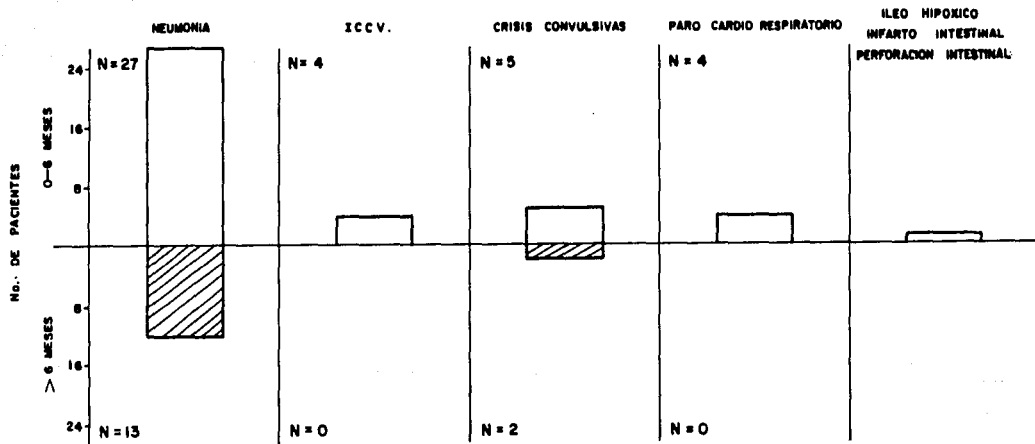 NEUMONIA
I C C V.
CRISIS CONVULSIVAS
PARO CARDIO RESPIRATORIO
ILEO HIPOXICO
INFARTO INTESTINAL
PERFORACION INTESTINAL
N=27
N= 4
N=5
N= 4
24
16
8
8
16
24
No. DE PACIENTES
0-6 MESES
>6 MESES
N=13
N=0
N=2
N=0